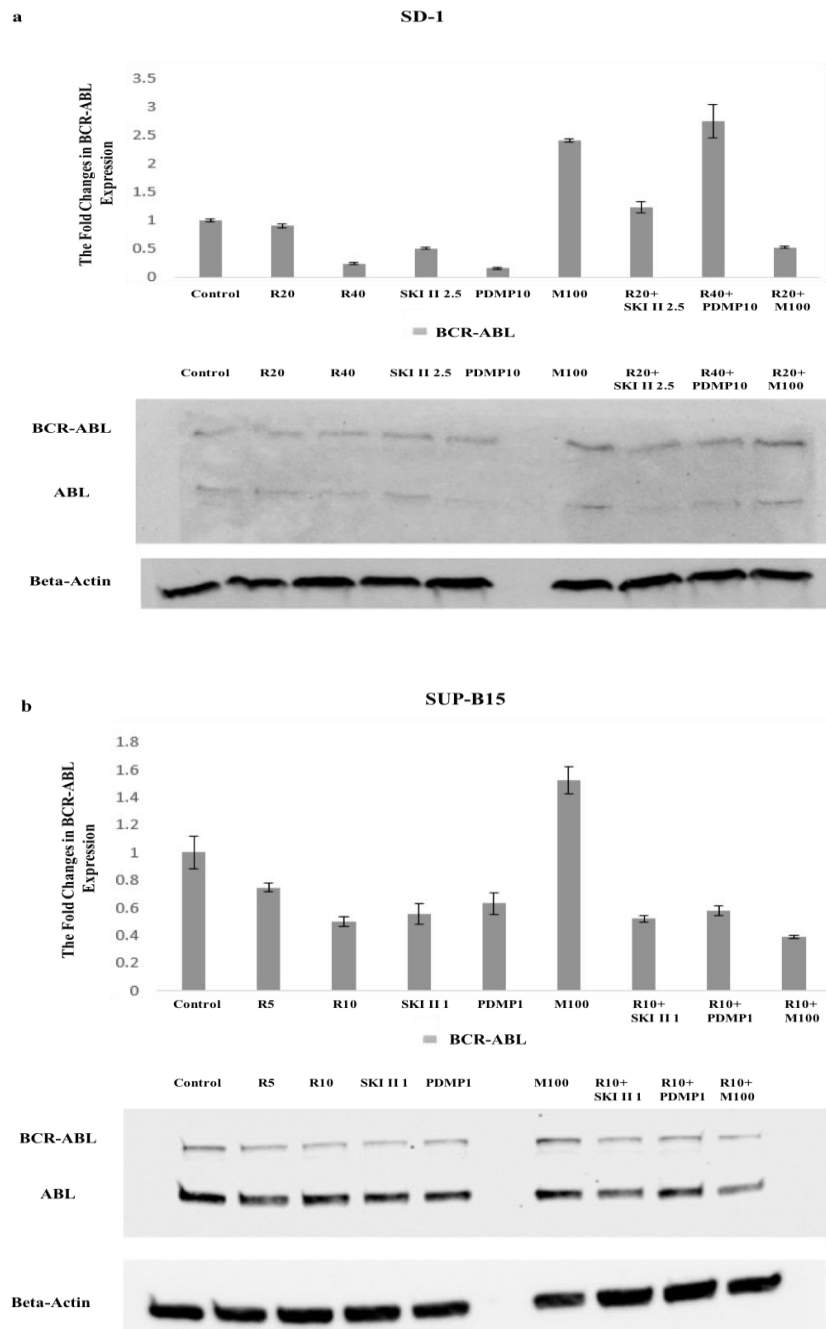 a
SD-1
The Fold Changes in BCR-ABL
Expression
3.5
3
2.5
2
1.5
1
0.5
0
Control R20 R40 SKI II 2.5 PDMP10 M100 R20+ R40+ R20+
SKI II 2.5 PDMP10 M100
BCR-ABL
Control R20 R40 SKI II 2.5 PDMP10 M100 R20+ R40+ R20+
SKI II 2.5 PDMP10 M100
BCR-ABL
ABL
Beta-Actin
b
SUP-B15
The Fold Changes in BCR-ABL
Expression
1.8
1.6
1.4
1.2
1
0.8
0.6
0.4
0.2
0
Control R5 R10 SKI II 1 PDMP1 M100 R10+ R10+ R10+
SKI II 1 PDMP1 M100
BCR-ABL
Control R5 R10 SKI II 1 PDMP1 M100 R10+ R10+ R10+
SKI II 1 PDMP1 M100
BCR-ABL
ABL
Beta-Actin